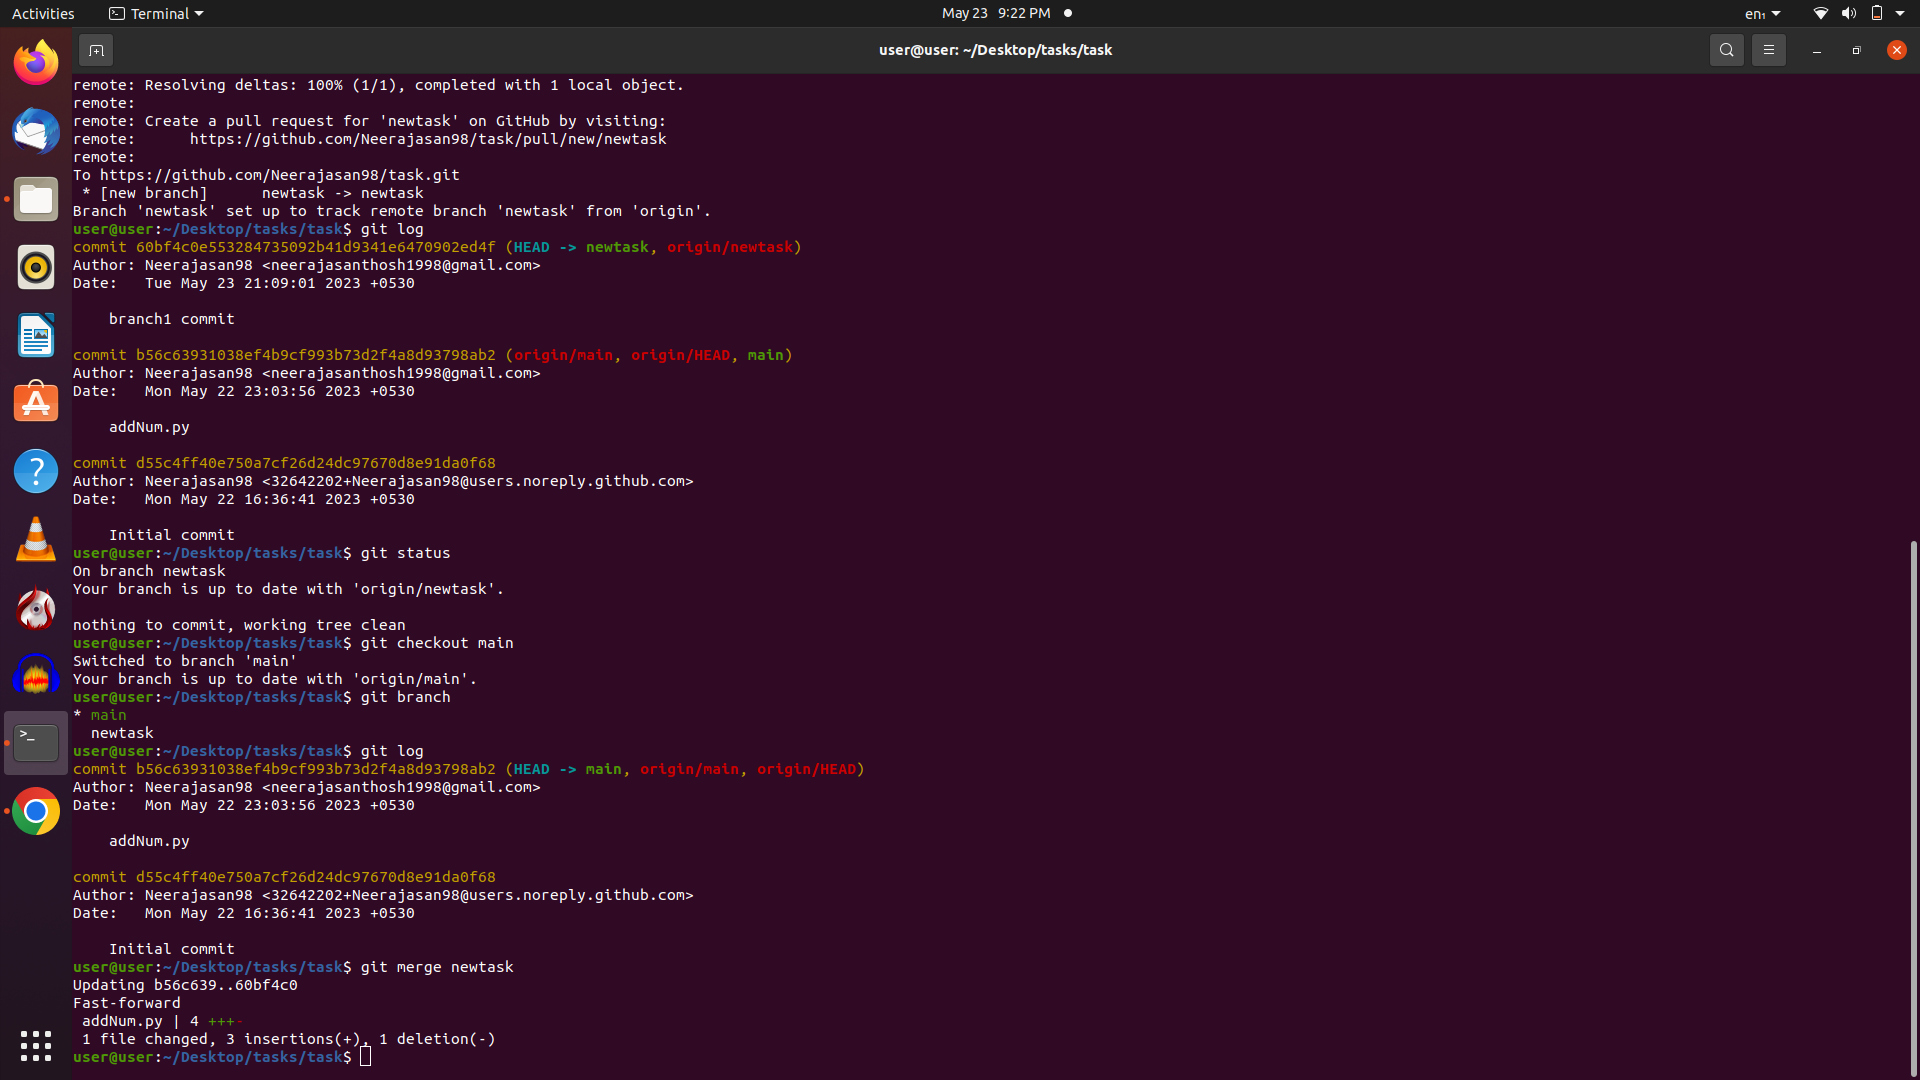 Activities
Terminal
May 23 9:22 PM
en₁
user@user: ~/Desktop/tasks/task
remote: Resolving deltas: 100% (1/1), completed with 1 local object.
remote:
remote: Create a pull request for 'newtask' on GitHub by visiting:
remote:      https://github.com/Neerajasan98/task/pull/new/newtask
remote:
To https://github.com/Neerajasan98/task.git
 * [new branch]      newtask -> newtask
Branch 'newtask' set up to track remote branch 'newtask' from 'origin'.
user@user:~/Desktop/tasks/task$ git log
commit 60bf4c0e553284735092b41d9341e6470902ed4f (HEAD -> newtask, origin/newtask)
Author: Neerajasan98 <neerajasanthosh1998@gmail.com>
Date:   Tue May 23 21:09:01 2023 +0530
    branch1 commit
commit b56c63931038ef4b9cf993b73d2f4a8d93798ab2 (origin/main, origin/HEAD, main)
Author: Neerajasan98 <neerajasanthosh1998@gmail.com>
Date:   Mon May 22 23:03:56 2023 +0530
    addNum.py
commit d55c4ff40e750a7cf26d24dc97670d8e91da0f68
Author: Neerajasan98 <32642202+Neerajasan98@users.noreply.github.com>
Date:   Mon May 22 16:36:41 2023 +0530
    Initial commit
user@user:~/Desktop/tasks/task$ git status
On branch newtask
Your branch is up to date with 'origin/newtask'.
nothing to commit, working tree clean
user@user:~/Desktop/tasks/task$ git checkout main
Switched to branch 'main'
Your branch is up to date with 'origin/main'.
user@user:~/Desktop/tasks/task$ git branch
* main
  newtask
user@user:~/Desktop/tasks/task$ git log
commit b56c63931038ef4b9cf993b73d2f4a8d93798ab2 (HEAD -> main, origin/main, origin/HEAD)
Author: Neerajasan98 <neerajasanthosh1998@gmail.com>
Date:   Mon May 22 23:03:56 2023 +0530
    addNum.py
commit d55c4ff40e750a7cf26d24dc97670d8e91da0f68
Author: Neerajasan98 <32642202+Neerajasan98@users.noreply.github.com>
Date:   Mon May 22 16:36:41 2023 +0530
    Initial commit
user@user:~/Desktop/tasks/task$ git merge newtask
Updating b56c639..60bf4c0
Fast-forward
 addNum.py | 4 +++-
 1 file changed, 3 insertions(+), 1 deletion(-)
user@user:~/Desktop/tasks/task$